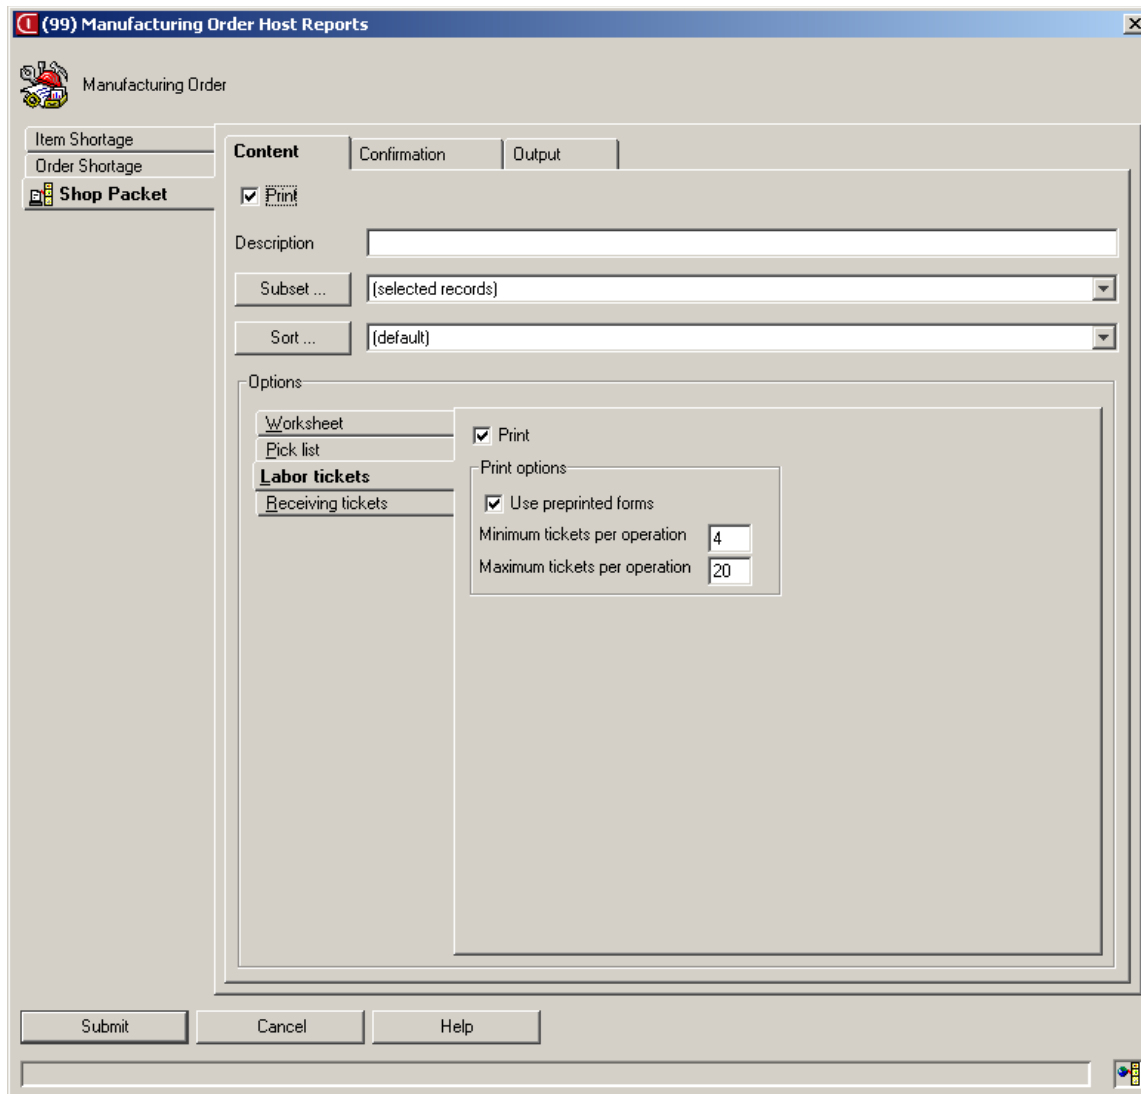 (99) Manufacturing Order Host Reports
Manufacturing Order
Item Shortage
Order Shortage
Shop Packet
Content
Confirmation
Output
Print
Description
Subset ...
(selected records)
Sort ...
(default)
Options
Worksheet
Pick list
Labor tickets
Receiving tickets
Print
Print options
Use preprinted forms
Minimum tickets per operation
4
Maximum tickets per operation
20
Submit
Cancel
Help